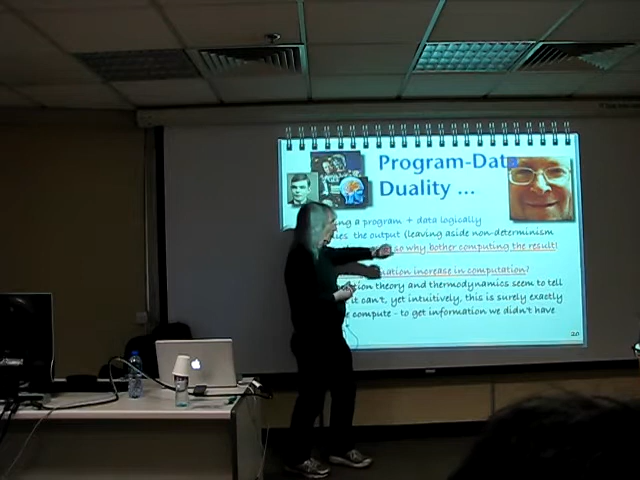 Program-Data
Duality ...
ng a program + data logically
es the output (leaving aside non-determinism
so why bother computing the result!
mation increase in computation?
tion theory and thermodynamics seem to tell
it can't, yet intuitively, this is surely exactly
compute - to get information we didn't have
20